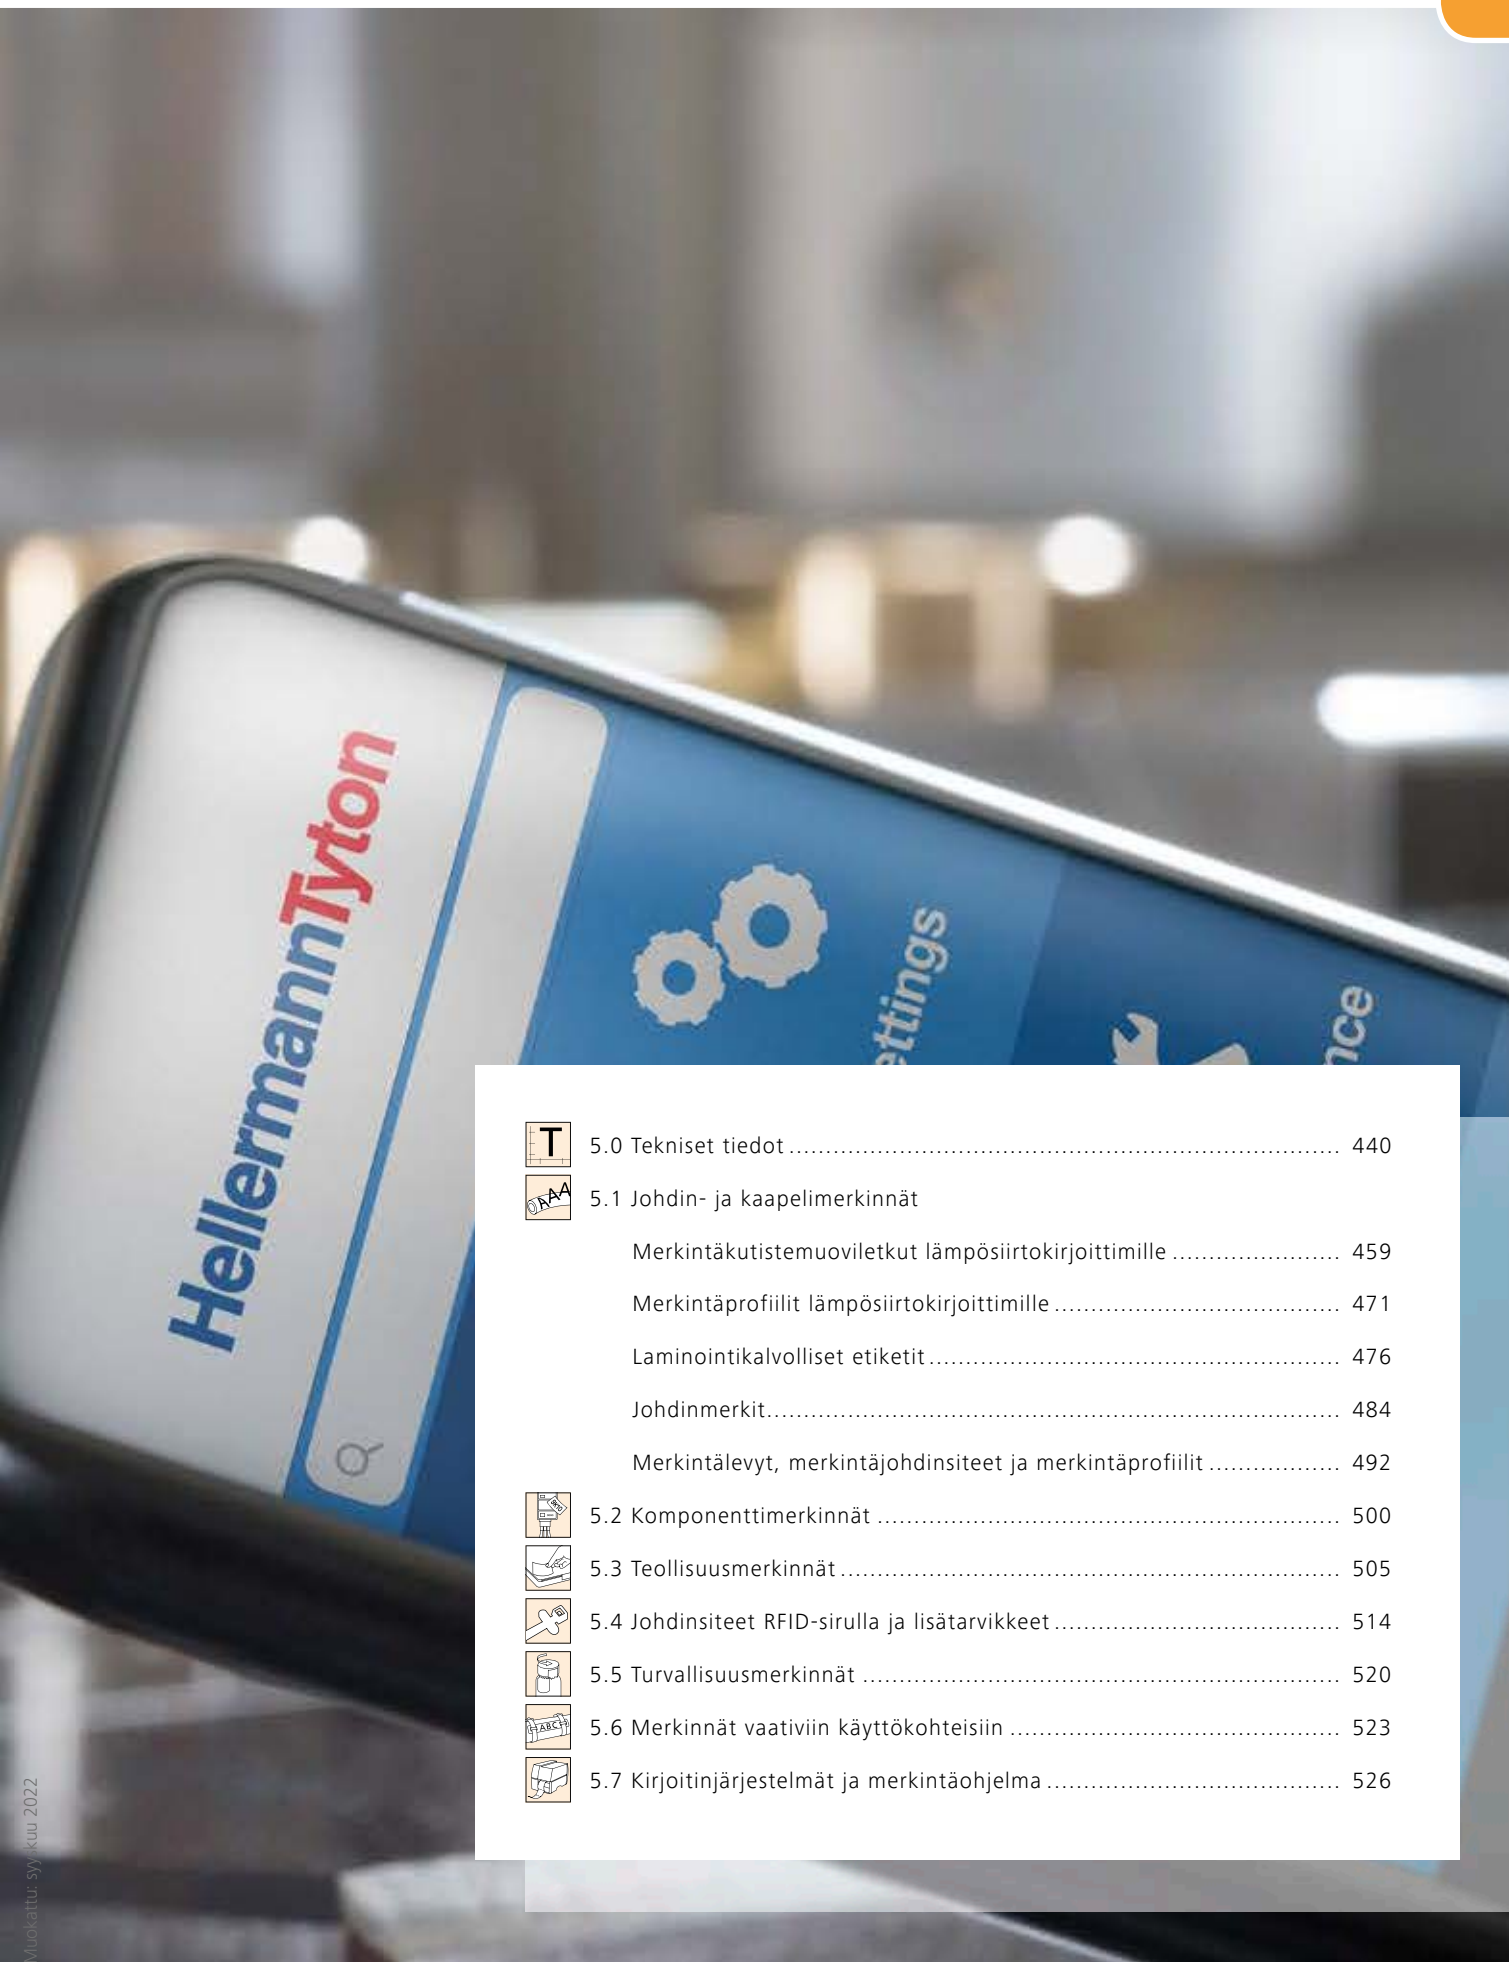 HellermannTyton
ettings
nce
T
5.0 Tekniset tiedot ........................................................................... 440
AAA
5.1 Johdin- ja kaapelimerkinnät
Merkintäkutistemuoviletkut lämpösiirtokirjoittimille ....................... 459
Merkintäprofiilit lämpösiirtokirjoittimille ....................................... 471
Laminointikalvolliset etiketit ........................................................ 476
Johdinmerkit.............................................................................. 484
Merkintälevyt, merkintäjohdinsiteet ja merkintäprofiilit .................. 492
5.2 Komponenttimerkinnät ............................................................... 500
5.3 Teollisuusmerkinnät .................................................................... 505
5.4 Johdinsiteet RFID-sirulla ja lisätarvikkeet ....................................... 514
5.5 Turvallisuusmerkinnät ................................................................. 520
ABC
5.6 Merkinnät vaativiin käyttökohteisiin ............................................. 523
5.7 Kirjoitinjärjestelmät ja merkintäohjelma ........................................ 526
Muokattu: syyskuu 2022